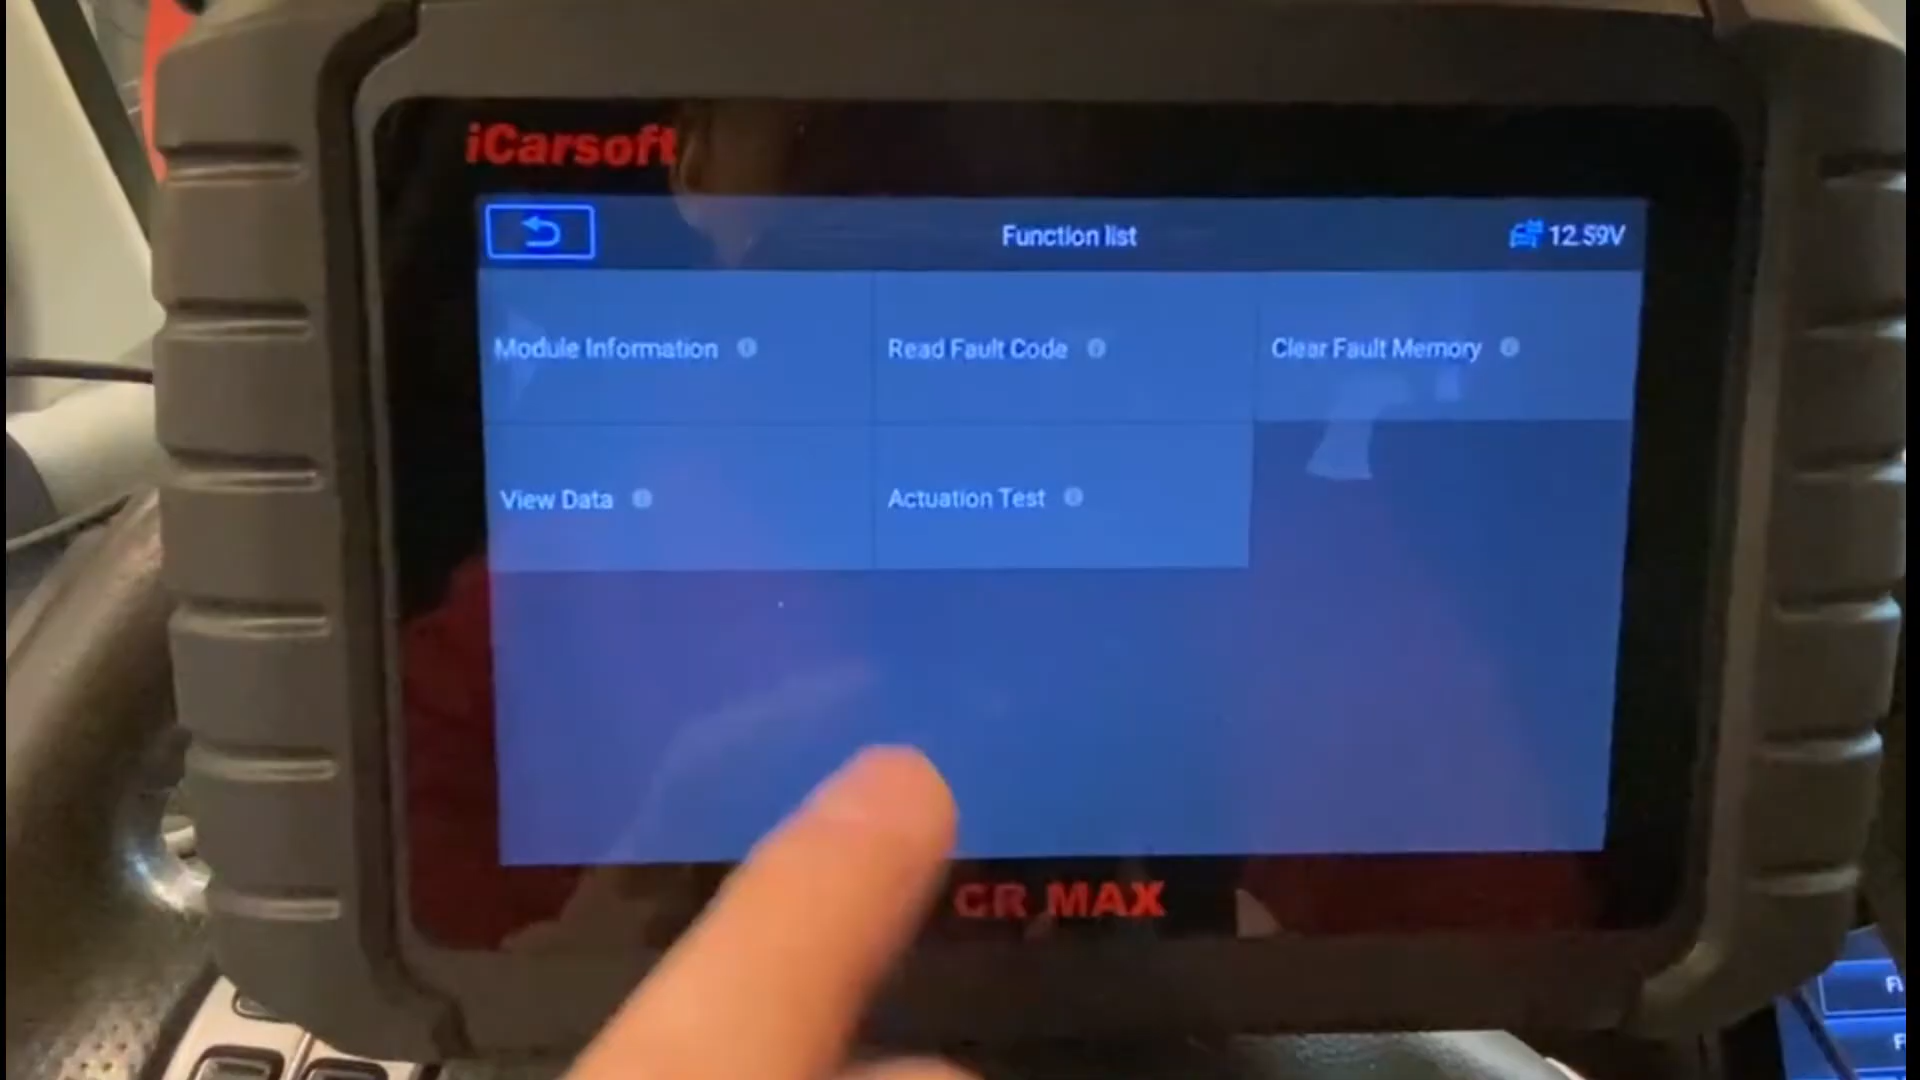 iCarsoft
Function list
12.59V
Module Information
Read Fault Code
Clear Fault Memory
View Data
Actuation Test
CR MAX